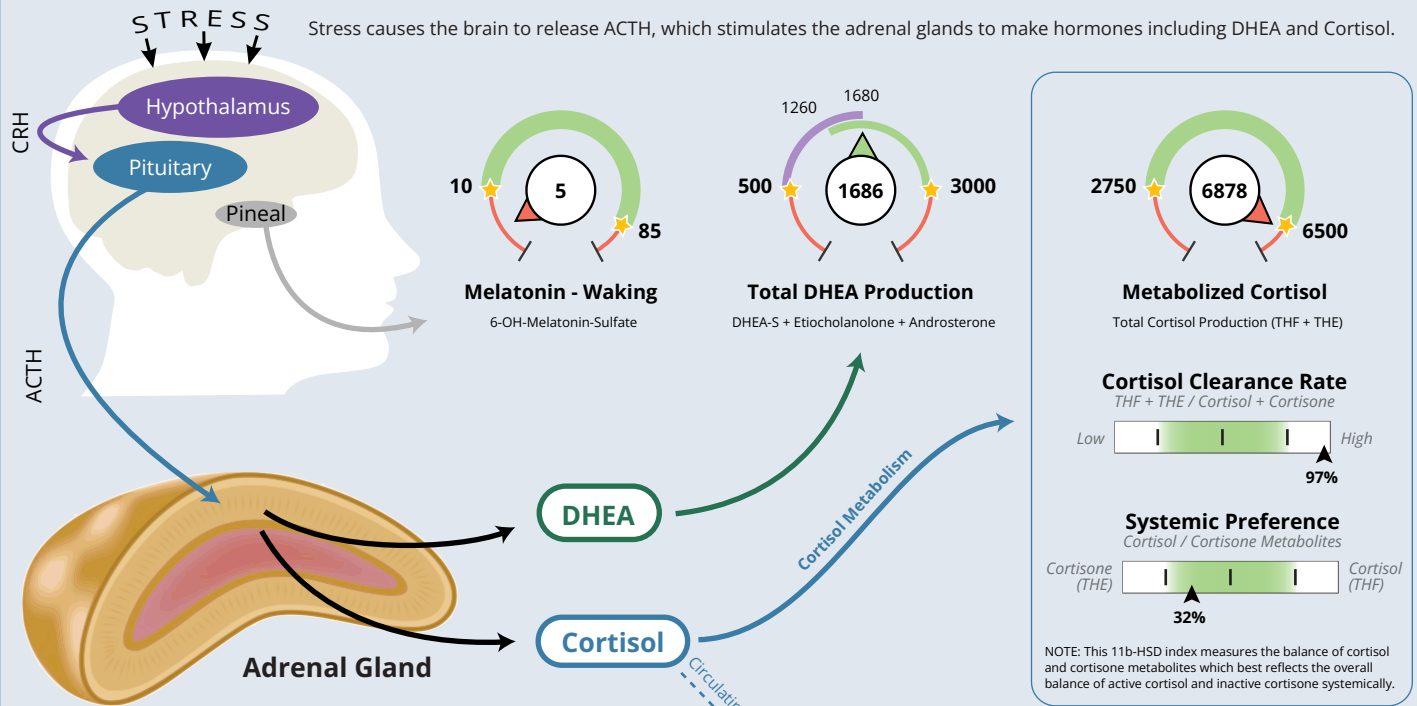 STRESS
Stress causes the brain to release ACTH, which stimulates the adrenal glands to make hormones including DHEA and Cortisol.
Hypothalamus
CRH
Pituitary
Pineal
ACTH
10
5
85
Melatonin - Waking
6-OH-Melatonin-Sulfate
1260
1680
500
1686
3000
Total DHEA Production
DHEA-S + Etiocholanolone + Androsterone
2750
6878
6500
Metabolized Cortisol
Total Cortisol Production (THF + THE)
Cortisol Clearance Rate
THF + THE / Cortisol + Cortisone
Low
High
97%
Systemic Preference
Cortisol / Cortisone Metabolites
Cortisone
(THE)
Cortisol
(THF)
32%
NOTE: This 11b-HSD index measures the balance of cortisol
and cortisone metabolites which best reflects the overall
balance of active cortisol and inactive cortisone systemically.
DHEA
Cortisol Metabolism
Cortisol
Adrenal Gland